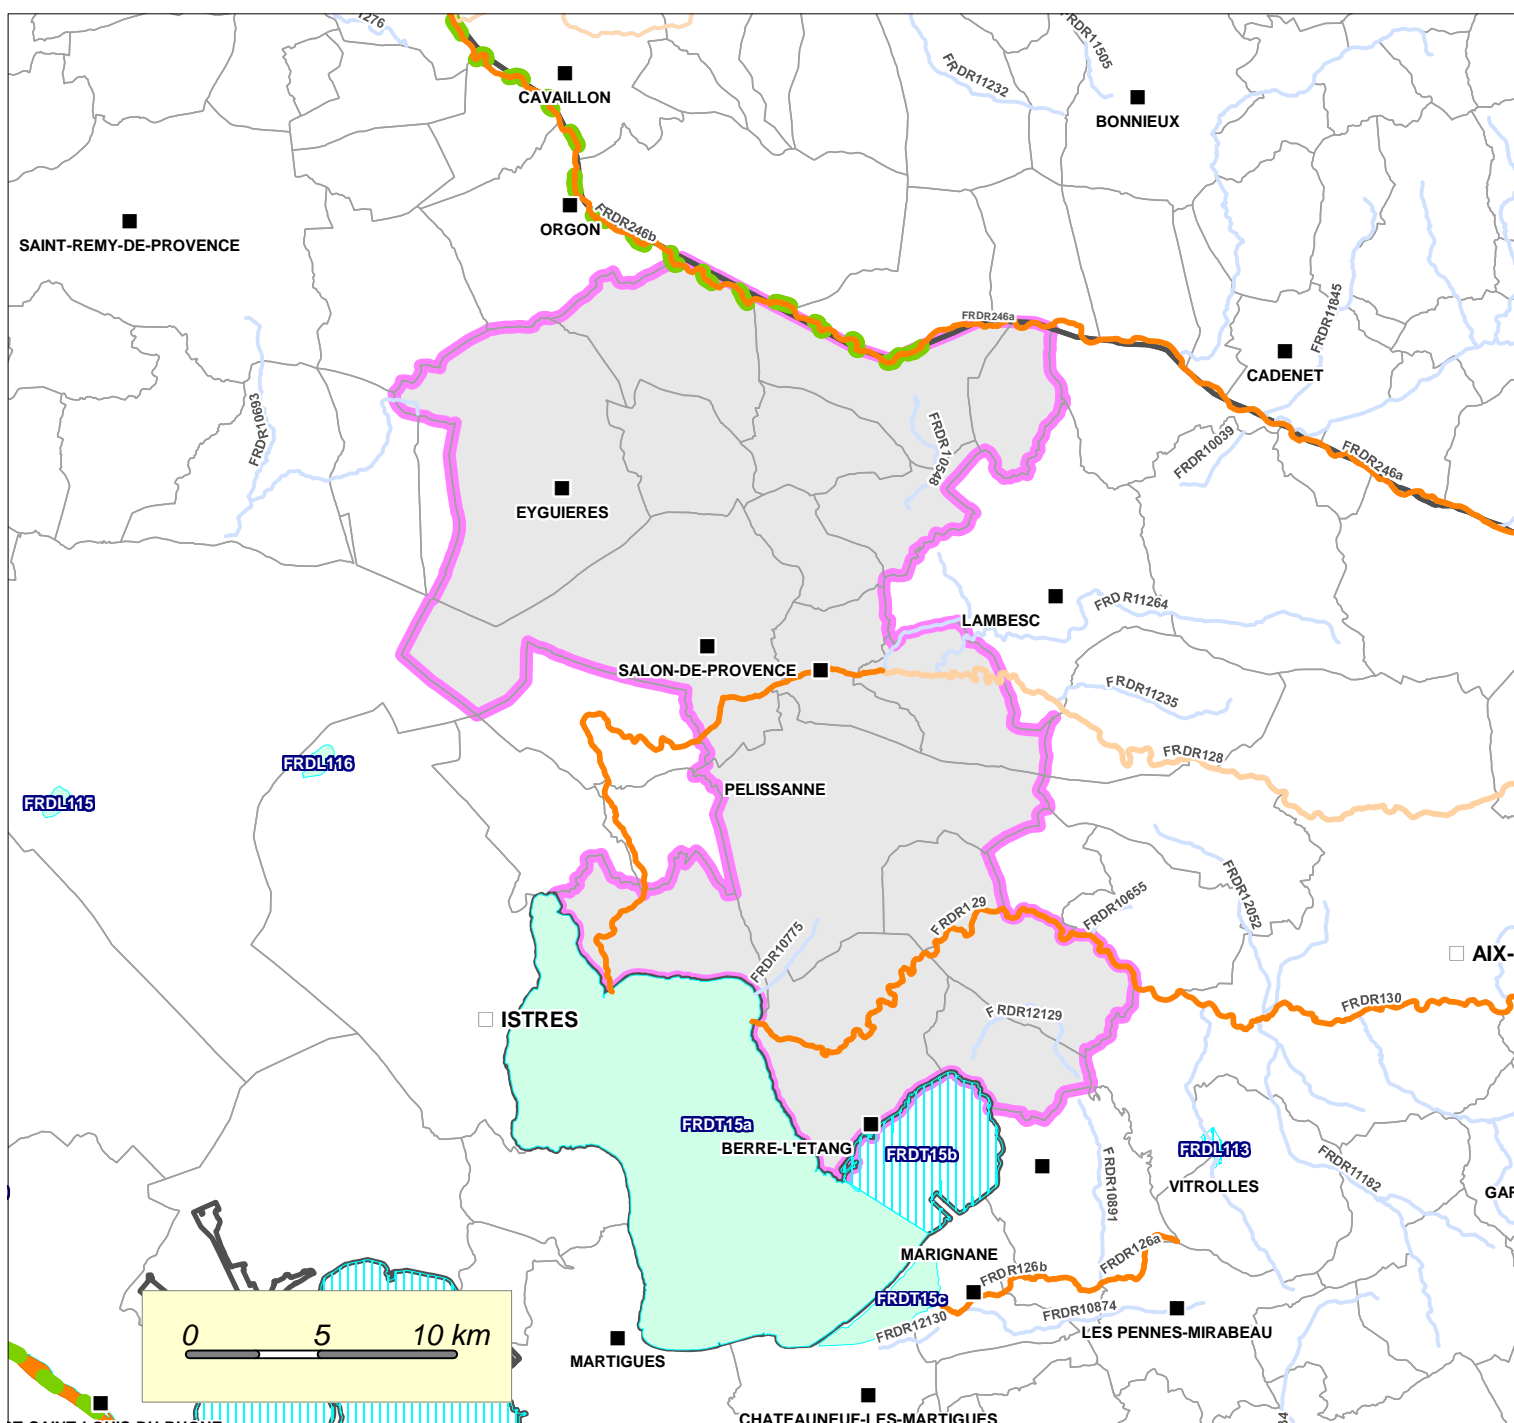 FRDR11505
FRDR11232
CAVAILLON
BONNIEUX
FRDR246b
ORGON
SAINT-REMY-DE-PROVENCE
FRDR246a
FRDR11845
CADENET
FRDR10693
FRDR10548
FRDR10039
FRDR246a
EYGUIERES
FRDR11264
LAMBESC
SALON-DE-PROVENCE
FRDR11235
FRDR128
FRDL116
FRDL115
PELISSANNE
FRDR12052
FRDR10655
FRDR129
FRDR10775
AIX-
FRDR130
ISTRES
FRDR12129
FRDT15a
BERRE-L'ETANG
FRDT15b
FRDL113
FRDR11182
VITROLLES
FRDR10891
GAR
MARIGNANE
FRDR126a
FRDR126b
FRDT15c
FRDR10874
FRDR12130
LES PENNES-MIRABEAU
0 5 10 km
MARTIGUES
CHATEAUNEUF-LES-MARTIGUES